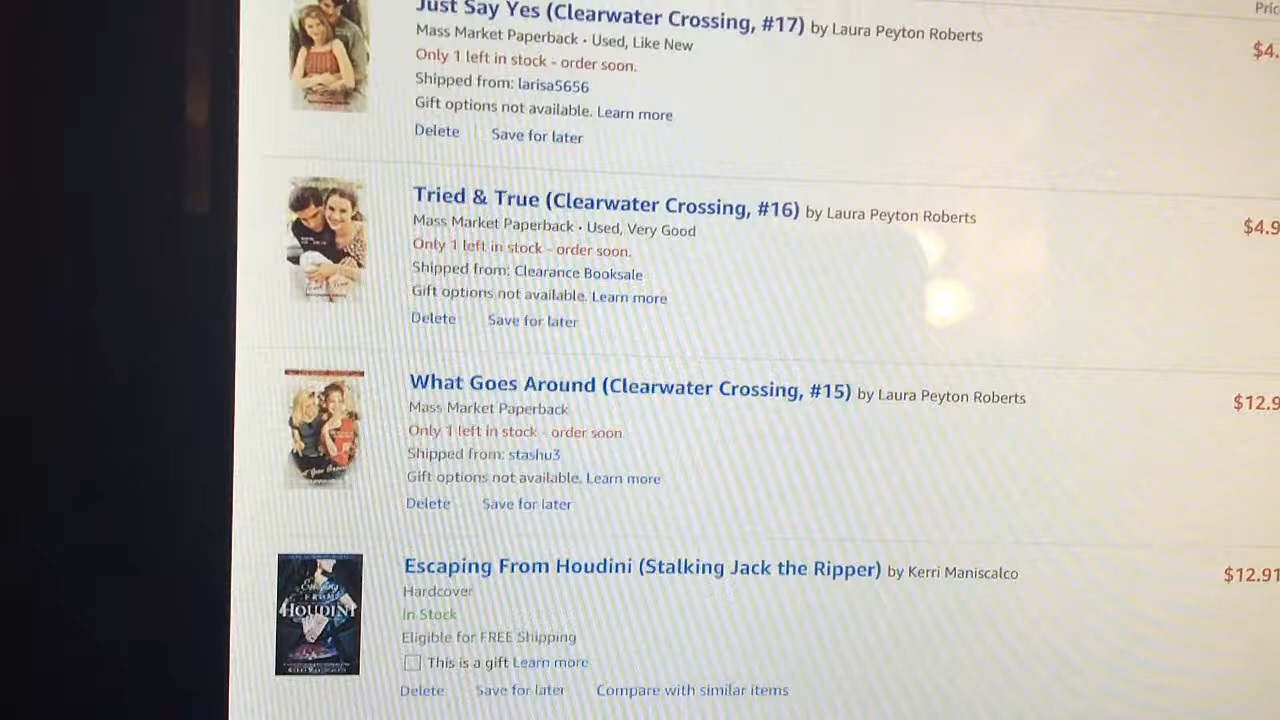 Pric
Just Say Yes (Clearwater Crossing, #17) by Laura Peyton Roberts
$4.
Mass Market Paperback • Used, Like New
Only 1 left in stock - order soon.
Shipped from: larisa5656
Gift options not available. Learn more
Delete Save for later
Tried & True (Clearwater Crossing, #16) by Laura Peyton Roberts
$4.9
Mass Market Paperback • Used, Very Good
Only 1 left in stock - order soon.
Shipped from: Clearance Booksale
Gift options not available. Learn more
Delete Save for later
What Goes Around (Clearwater Crossing, #15) by Laura Peyton Roberts
$12.9
Mass Market Paperback
Only 1 left in stock - order soon.
Shipped from: stashu3
Gift options not available. Learn more
Delete Save for later
Escaping From Houdini (Stalking Jack the Ripper) by Kerri Maniscalco
$12.91
Hardcover
In Stock
Eligible for FREE Shipping
This is a gift Learn more
Delete Save for later Compare with similar items
Escaping
FROM
HOUDINI